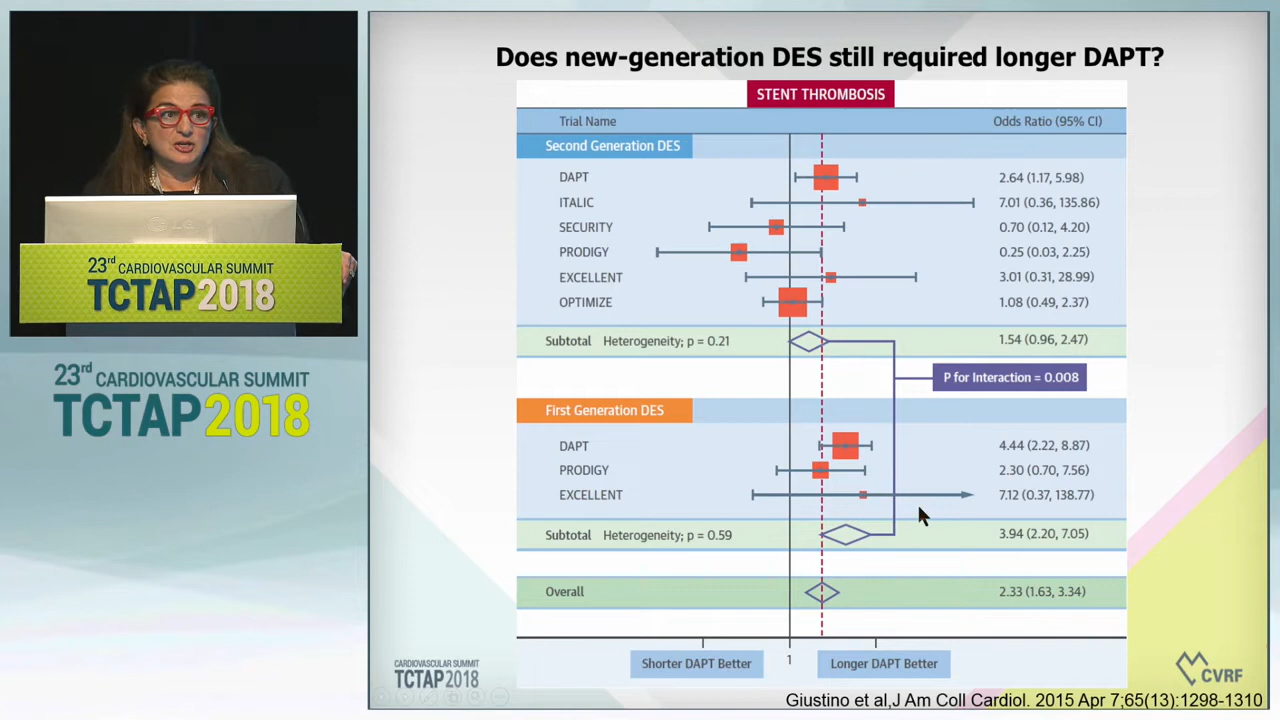 Does new-generation DES still required longer DAPT?
STENT THROMBOSIS
Trial Name Odds Ratio (95% CI)
Second Generation DES
DAPT 2.64 (1.17, 5.98)
ITALIC 7.01 (0.36, 135.86)
SECURITY 0.70 (0.12, 4.20)
PRODIGY 0.25 (0.03, 2.25)
EXCELLENT 3.01 (0.31, 28.99)
OPTIMIZE 1.08 (0.49, 2.37)
Subtotal Heterogeneity; p = 0.21 1.54 (0.96, 2.47)
P for Interaction = 0.008
First Generation DES
DAPT 4.44 (2.22, 8.87)
PRODIGY 2.30 (0.70, 7.56)
EXCELLENT 7.12 (0.37, 138.77)
Subtotal Heterogeneity; p = 0.59 3.94 (2.20, 7.05)
Overall 2.33 (1.63, 3.34)
Shorter DAPT Better 1 Longer DAPT Better
CARDIOVASCULAR SUMMIT
TCTAP2018
CVRF
Giustino et al,J Am Coll Cardiol. 2015 Apr 7;65(13):1298-1310
LG
23rd CARDIOVASCULAR SUMMIT
TCTAP2018
23rd CARDIOVASCULAR SUMMIT
TCTAP2018